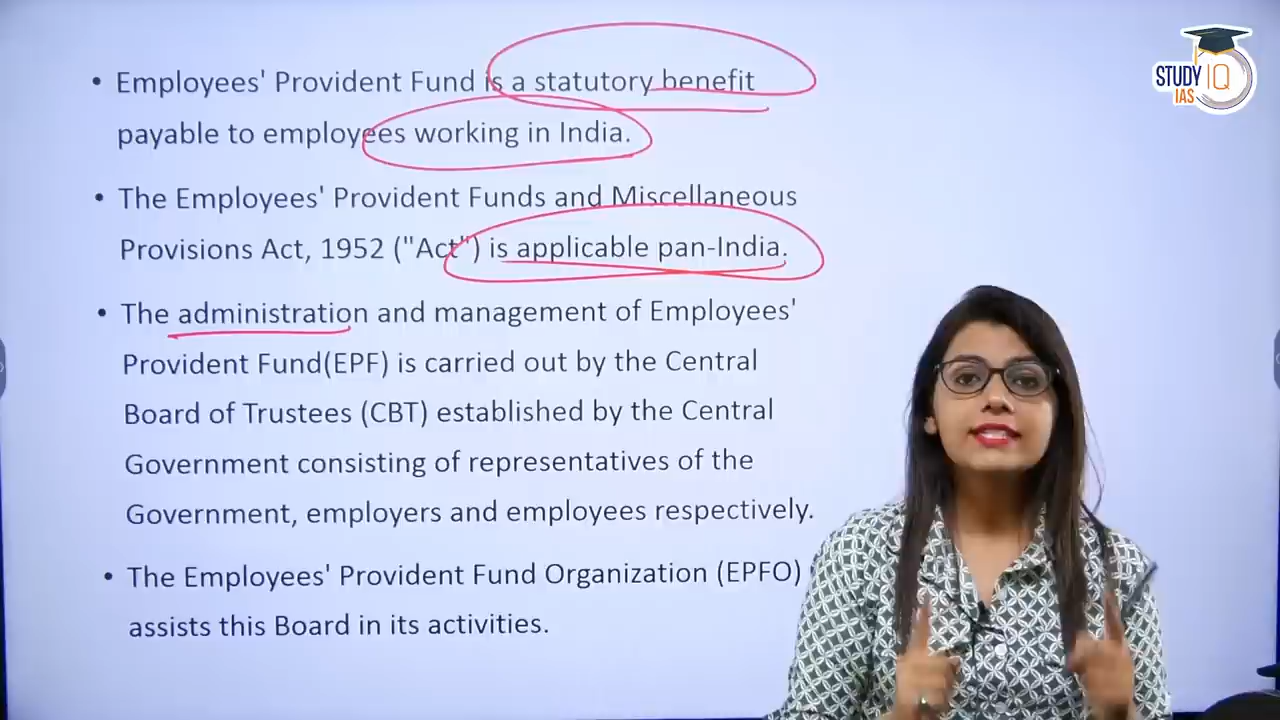 • Employees' Provident Fund is a statutory benefit
payable to employees working in India.
• The Employees' Provident Funds and Miscellaneous
Provisions Act, 1952 ("Act") is applicable pan-India.
• The administration and management of Employees'
Provident Fund(EPF) is carried out by the Central
Board of Trustees (CBT) established by the Central
Government consisting of representatives of the
Government, employers and employees respectively.
• The Employees' Provident Fund Organization (EPFO)
assists this Board in its activities.
STUDY IQ
IAS